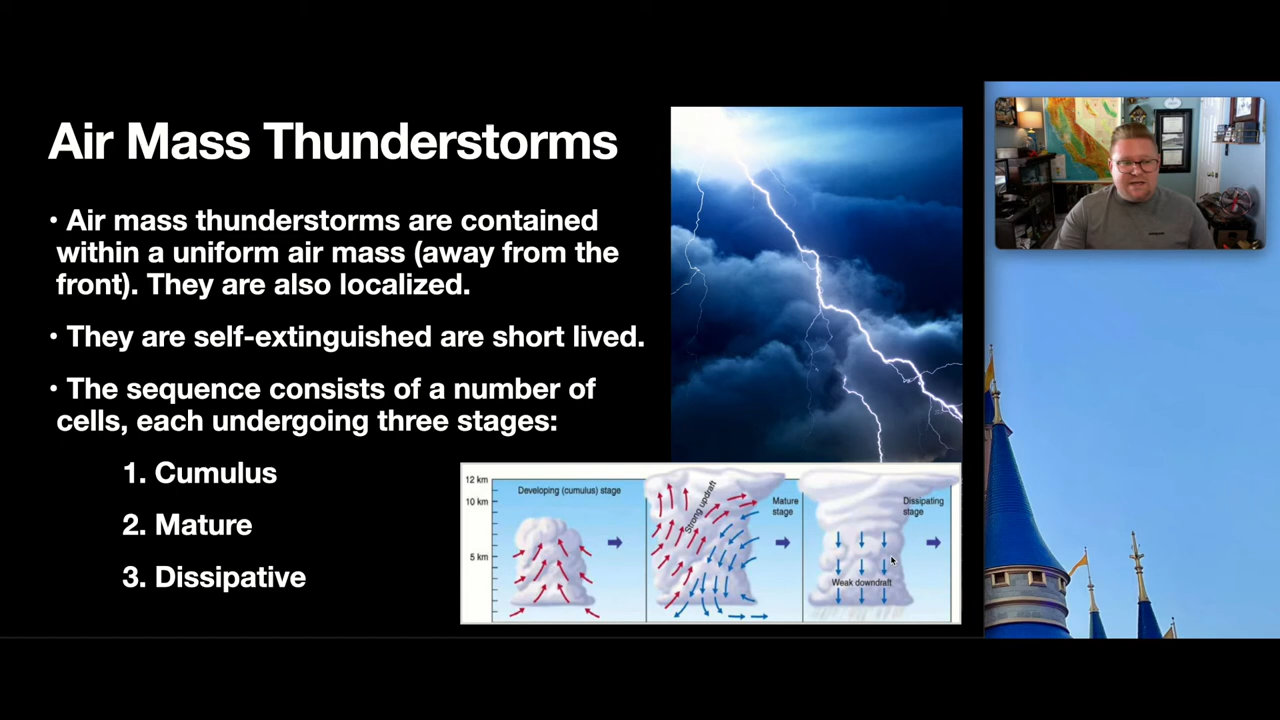 Air Mass Thunderstorms
• Air mass thunderstorms are contained
within a uniform air mass (away from the
front). They are also localized.
• They are self-extinguished are short lived.
• The sequence consists of a number of
cells, each undergoing three stages:
1. Cumulus
2. Mature
3. Dissipative
12 km
10 km
5 km
Developing (cumulus) stage
Strong updraft
Mature
stage
Dissipating
stage
Weak downdraft